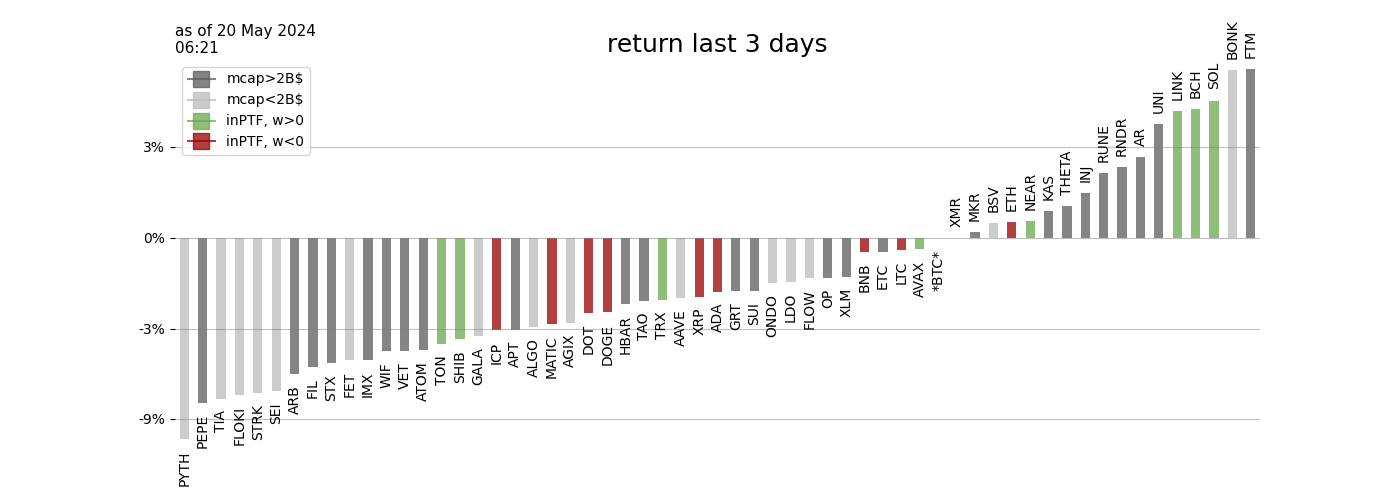 as of 20 May 2024
06:21
return last 3 days
mcap>2B$
mcap<2B$
inPTF, w>0
inPTF, w<0
3%
0%
-3%
-9%
PYTH
PEPE
TIA
FLOKI
STRK
SEI
ARB
FIL
STX
FET
IMX
WIF
VET
ATOM
TON
SHIB
GALA
ICP
APT
ALGO
MATIC
AGIX
DOT
DOGE
HBAR
TAO
TRX
AAVE
XRP
ADA
GRT
SUI
ONDO
LDO
FLOW
OP
XLM
BNB
ETC
LTC
AVAX
*BTC*
XMR
MKR
BSV
ETH
NEAR
KAS
THETA
INJ
RUNE
RNDR
AR
UNI
LINK
BCH
SOL
BONK
FTM